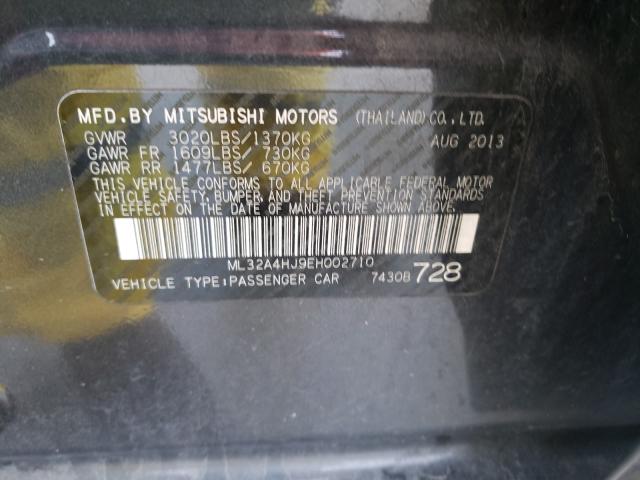 MFD. BY MITSUBISHI MOTORS (THAILAND) CO., LTD.
GVWR 3020LBS/1370KG AUG 2013
GAWR FR 1609LBS/ 730KG
GAWR RR 1477LBS/ 670KG
THIS VEHICLE CONFORMS TO ALL APPLICABLE FEDERAL MOTOR
VEHICLE SAFETY, BUMPER, AND THEFT PREVENTION STANDARDS
IN EFFECT ON THE DATE OF MANUFACTURE SHOWN ABOVE.
ML32A4HJ9EH002710
VEHICLE TYPE:PASSENGER CAR 7430B 728